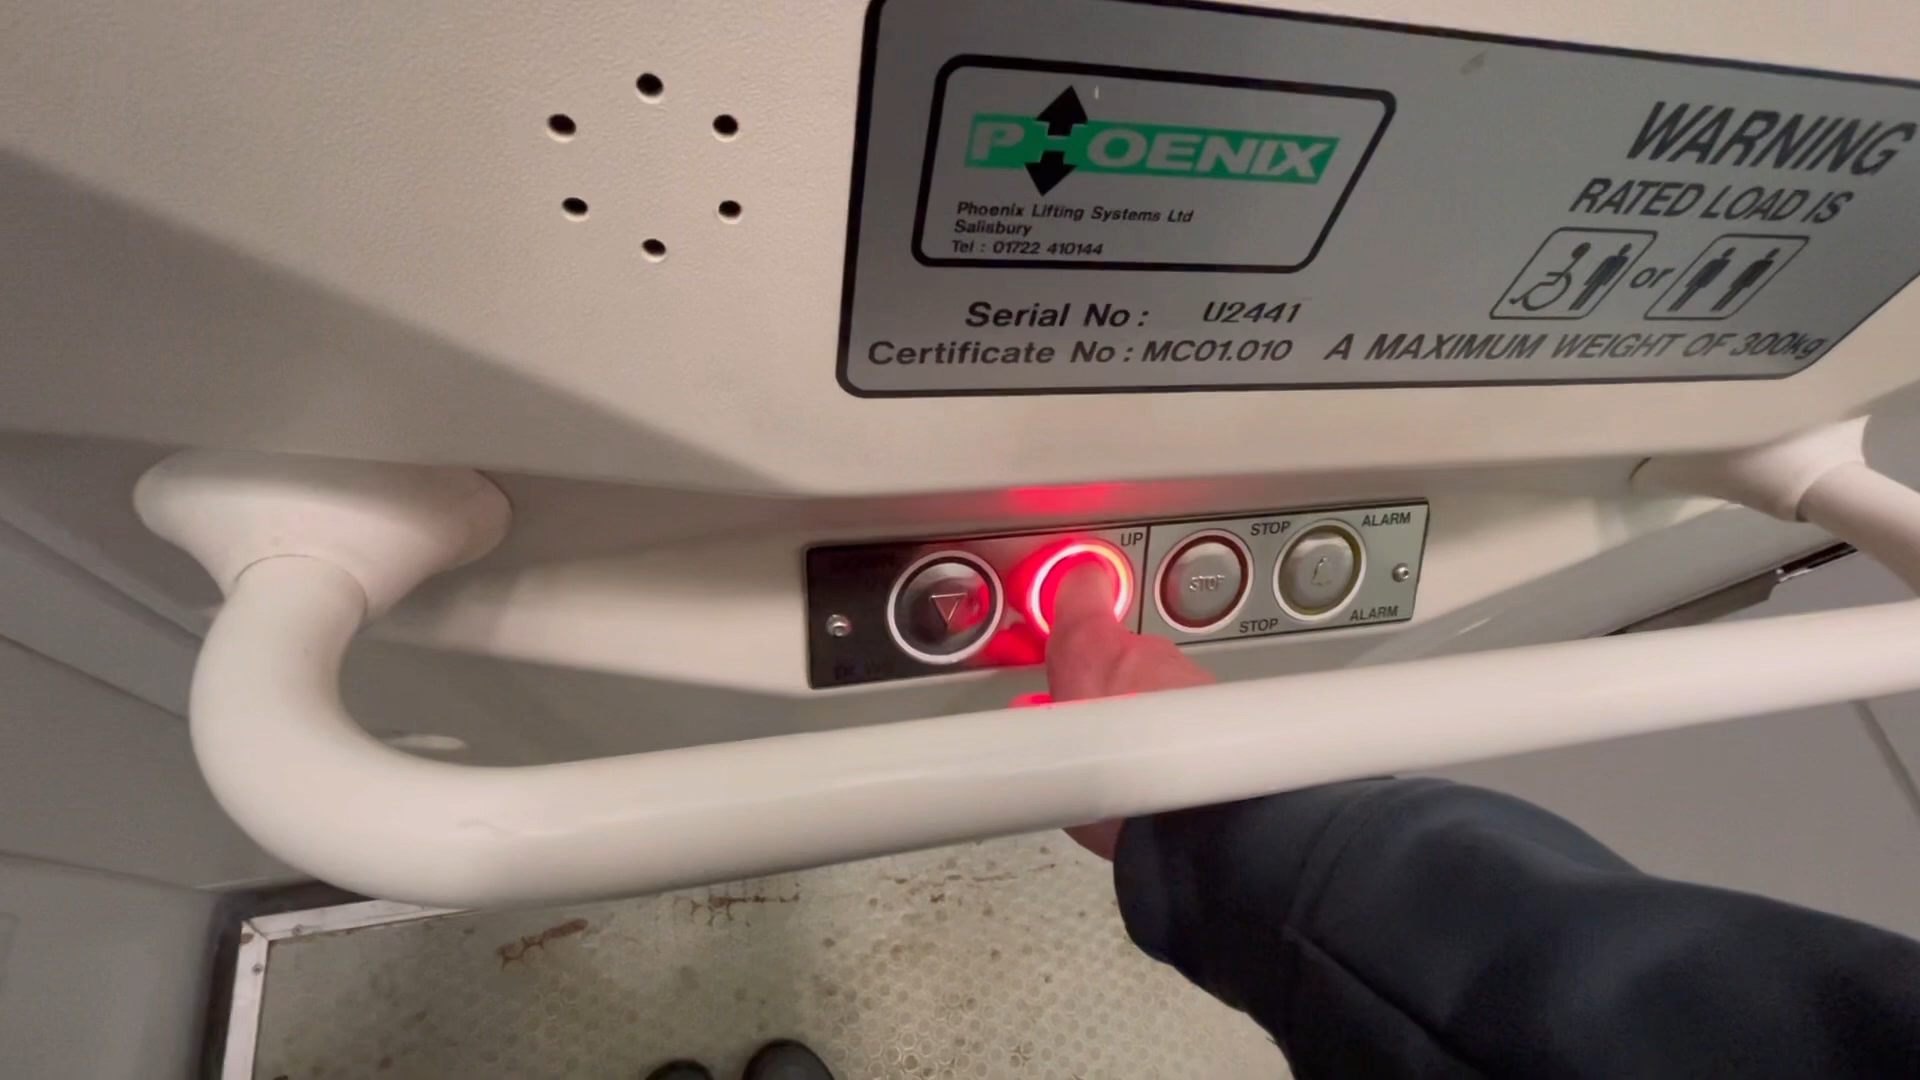 PHOENIX
Phoenix Lifting Systems Ltd
Salisbury
Tel : 01722 410144
Serial No : U2441
Certificate No : MC01.010
WARNING
RATED LOAD IS
or
A MAXIMUM WEIGHT OF 300kg
UP
STOP
ALARM
STOP
STOP
ALARM